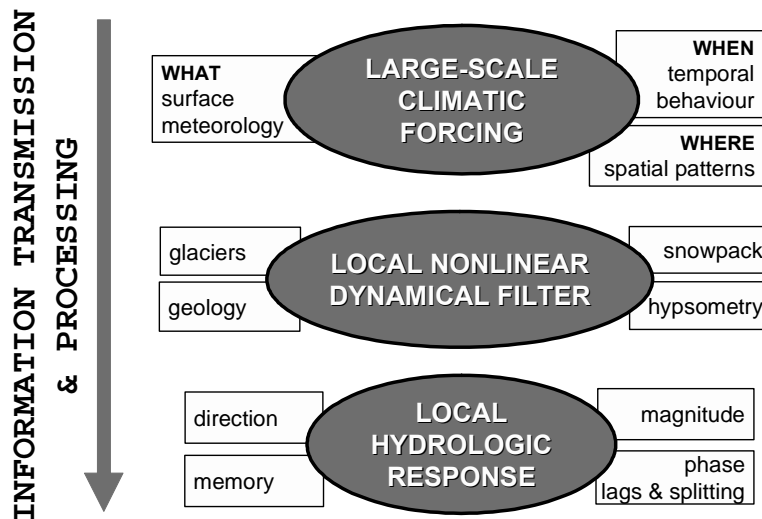 INFORMATION TRANSMISSION
& PROCESSING
WHAT
surface
meteorology
LARGE-SCALE
CLIMATIC
FORCING
WHEN
temporal
behaviour
WHERE
spatial patterns
glaciers
geology
LOCAL NONLINEAR
DYNAMICAL FILTER
snowpack
hypsometry
direction
memory
LOCAL
HYDROLOGIC
RESPONSE
magnitude
phase
lags & splitting